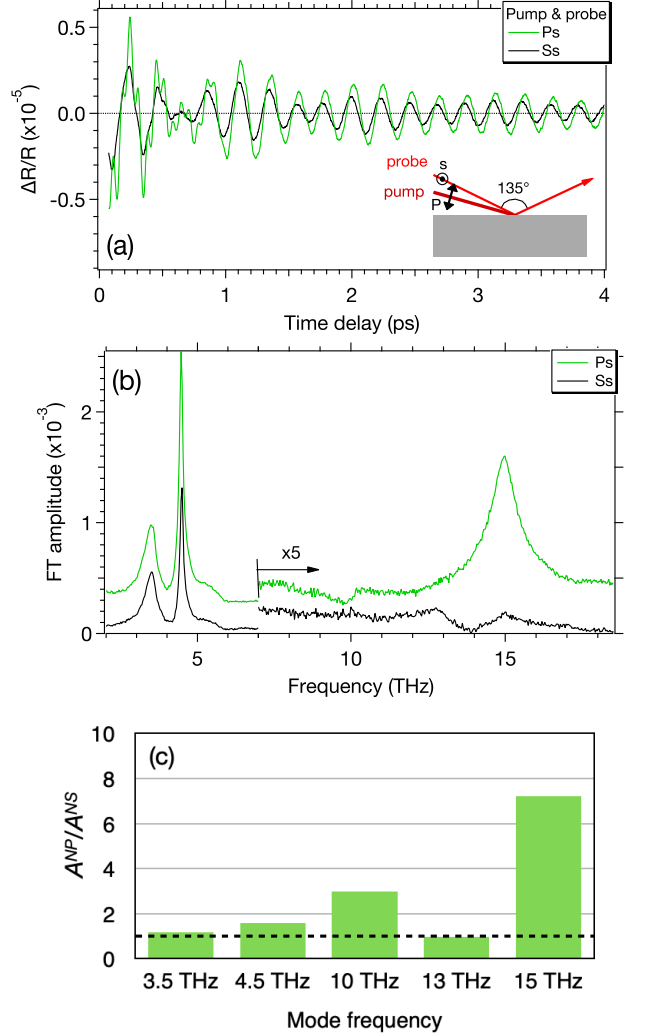 Pump & probe
Ps
Ss
ΔR/R (x10⁻⁵)
0.5
0.0
-0.5
probe
s
pump
P
135°
(a)
0 1 2 3 4
Time delay (ps)
(b)
Ps
Ss
FT amplitude (x10⁻³)
2
1
0
x5
5 10 15
Frequency (THz)
(c)
A^NP/A^NS
10
8
6
4
2
0
3.5 THz 4.5 THz 10 THz 13 THz 15 THz
Mode frequency